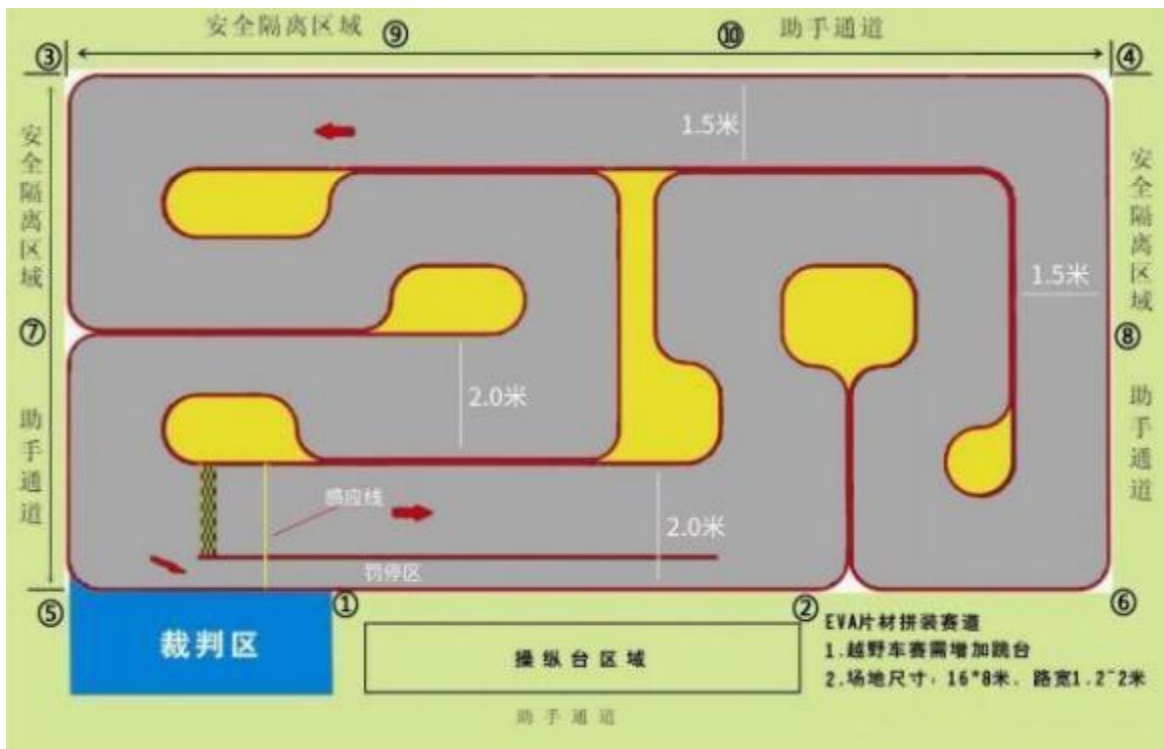 安全隔离区域
⑨
⑩
助手通道
③
④
1.5米
安全隔离区域
安全隔离区域
1.5米
⑦
⑧
2.0米
助手通道
助手通道
感应线
2.0米
罚停区
⑤
①
②
⑥
裁判区
操纵台区域
EVA片材拼装赛道
1.越野车赛需增加跳台
2.场地尺寸：16*8米、路宽1.2~2米
助手通道